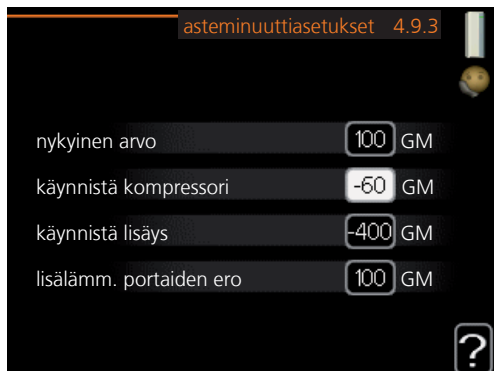 asteminuuttiasetukset 4.9.3
nykyinen arvo 100 GM
käynnistä kompressori -60 GM
käynnistä lisäys -400 GM
lisälämm. portaiden ero 100 GM
?